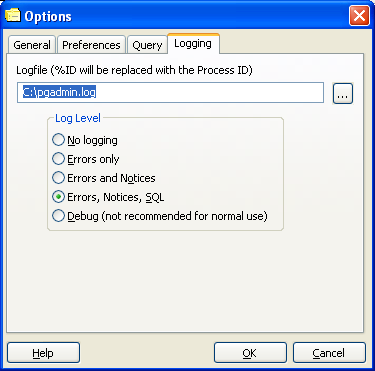 Options
General Preferences Query Logging
Logfile (%ID will be replaced with the Process ID)
C:\pgadmin.log ...
Log Level
No logging
Errors only
Errors and Notices
Errors, Notices, SQL
Debug (not recommended for normal use)
Help OK Cancel